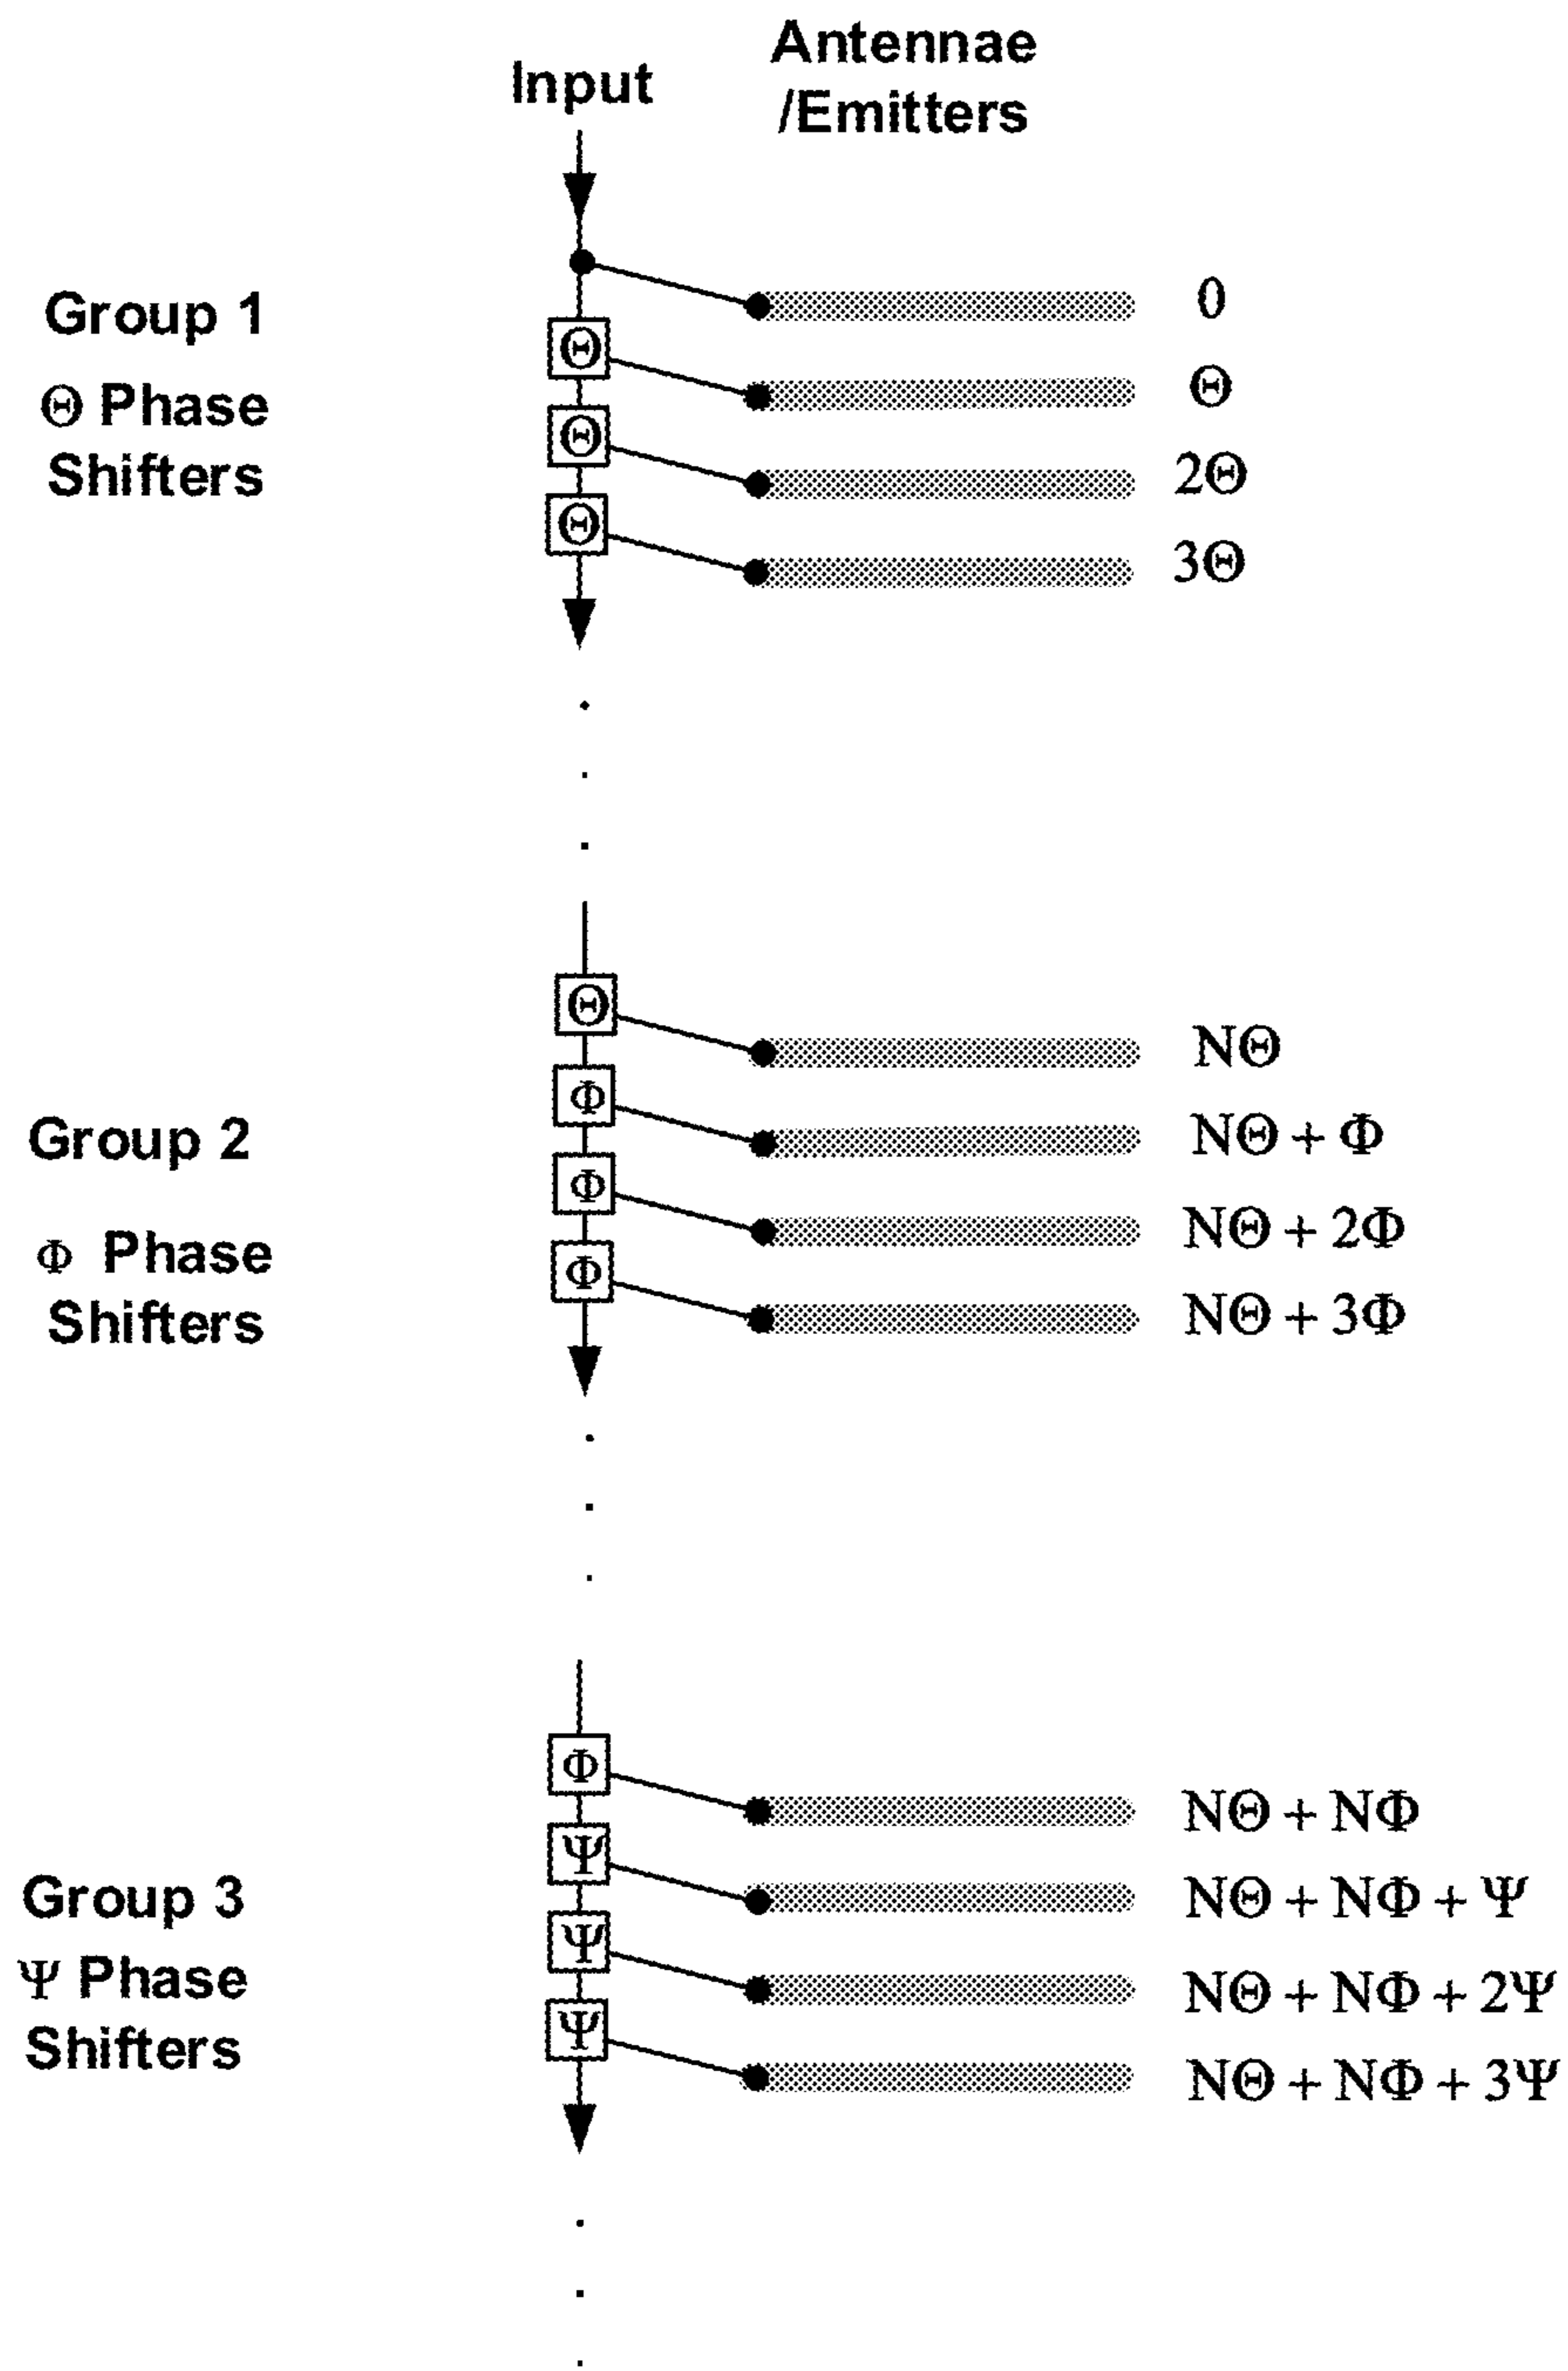 Input
Antennae
/Emitters
Group 1
Θ Phase
Shifters
Θ
Θ
Θ
0
Θ
2Θ
3Θ
Group 2
Φ Phase
Shifters
Θ
Φ
Φ
Φ
NΘ
NΘ + Φ
NΘ + 2Φ
NΘ + 3Φ
Group 3
Ψ Phase
Shifters
Φ
Ψ
Ψ
Ψ
NΘ + NΦ
NΘ + NΦ + Ψ
NΘ + NΦ + 2Ψ
NΘ + NΦ + 3Ψ